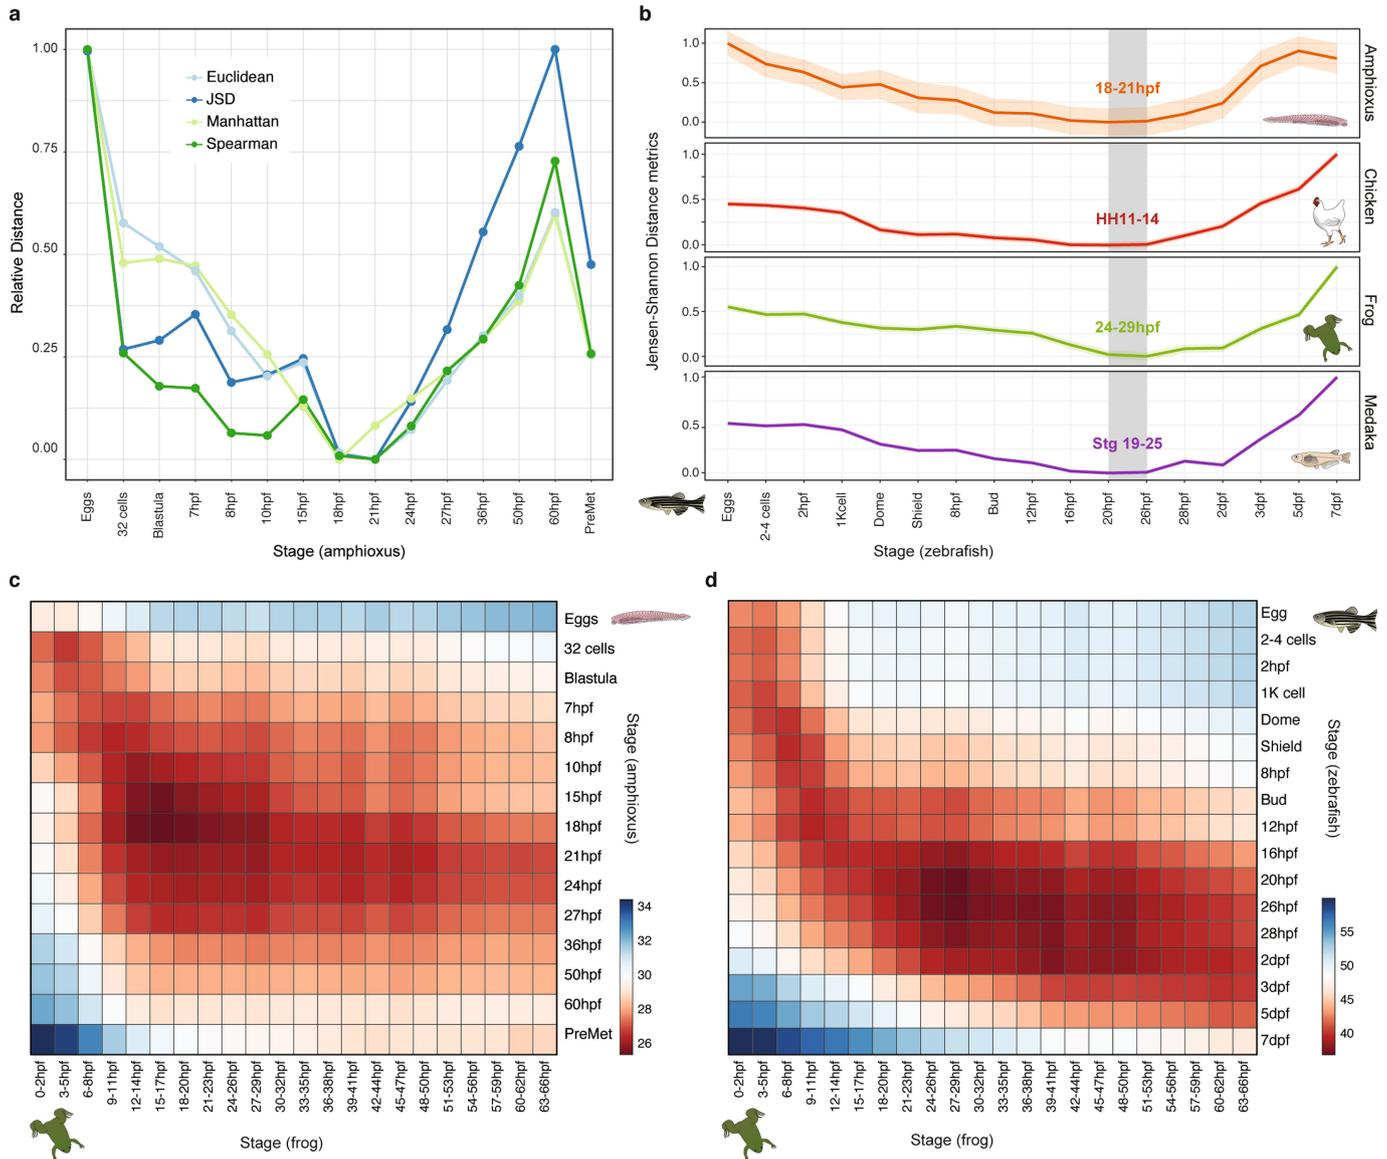 a
Relative Distance
1.00
0.75
0.50
0.25
0.00
Euclidean
JSD
Manhattan
Spearman
Eggs
32 cells
Blastula
7hpf
8hpf
10hpf
15hpf
18hpf
21hpf
24hpf
27hpf
36hpf
50hpf
60hpf
PreMet
Stage (amphioxus)
b
Jensen-Shannon Distance metrics
1.0
0.5
0.0
18-21hpf
Amphioxus
1.0
0.5
0.0
HH11-14
Chicken
1.0
0.5
0.0
24-29hpf
Frog
1.0
0.5
0.0
Stg 19-25
Medaka
Eggs
2-4 cells
2hpf
1Kcell
Dome
Shield
8hpf
Bud
12hpf
16hpf
20hpf
26hpf
28hpf
2dpf
3dpf
5dpf
7dpf
Stage (zebrafish)
c
Eggs
32 cells
Blastula
7hpf
8hpf
10hpf
15hpf
18hpf
21hpf
24hpf
27hpf
36hpf
50hpf
60hpf
PreMet
Stage (amphioxus)
34
32
30
28
26
0-2hpf
3-5hpf
6-8hpf
9-11hpf
12-14hpf
15-17hpf
18-20hpf
21-23hpf
24-26hpf
27-29hpf
30-32hpf
33-35hpf
36-38hpf
39-41hpf
42-44hpf
45-47hpf
48-50hpf
51-53hpf
54-56hpf
57-59hpf
60-62hpf
63-66hpf
Stage (frog)
d
Egg
2-4 cells
2hpf
1K cell
Dome
Shield
8hpf
Bud
12hpf
16hpf
20hpf
26hpf
28hpf
2dpf
3dpf
5dpf
7dpf
Stage (zebrafish)
55
50
45
40
0-2hpf
3-5hpf
6-8hpf
9-11hpf
12-14hpf
15-17hpf
18-20hpf
21-23hpf
24-26hpf
27-29hpf
30-32hpf
33-35hpf
36-38hpf
39-41hpf
42-44hpf
45-47hpf
48-50hpf
51-53hpf
54-56hpf
57-59hpf
60-62hpf
63-66hpf
Stage (frog)